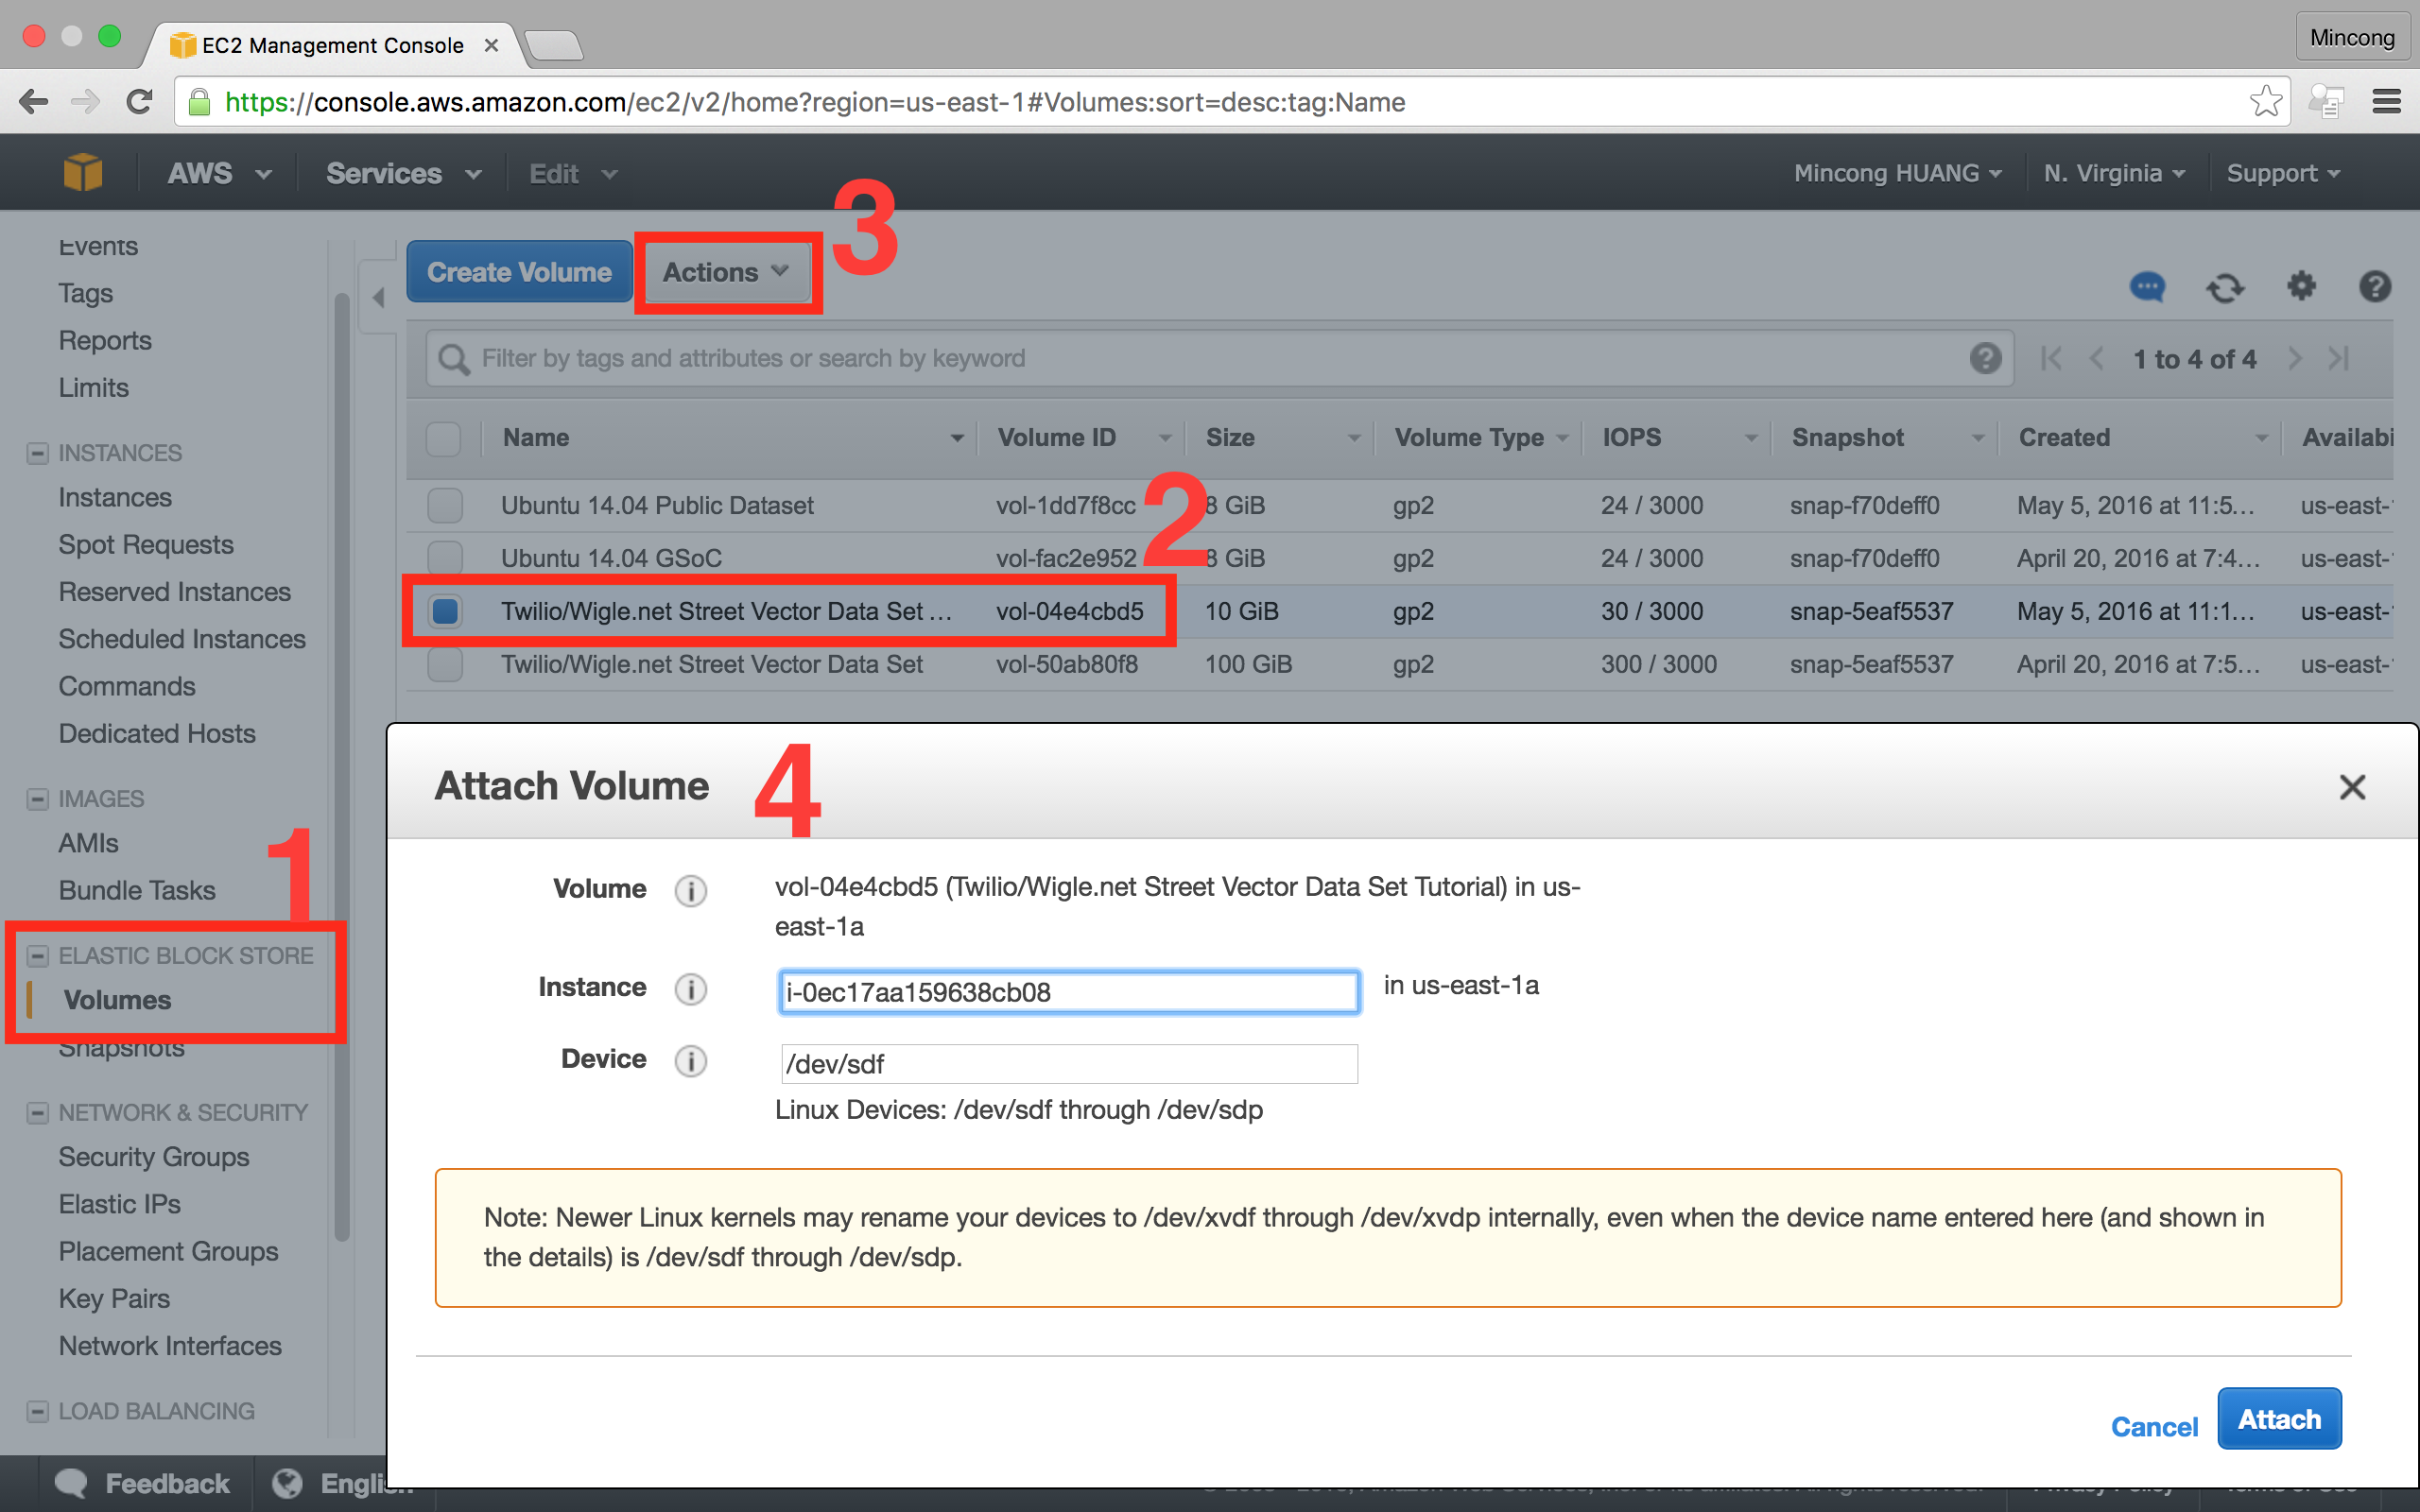 EC2 Management Console
Mincong
https://console.aws.amazon.com/ec2/v2/home?region=us-east-1#Volumes:sort=desc:tag:Name
AWS Services Edit Mincong HUANG N. Virginia Support
3
Events
Tags
Reports
Limits
INSTANCES
Instances
Spot Requests
Reserved Instances
Scheduled Instances
Commands
Dedicated Hosts
IMAGES
AMIs
Bundle Tasks
1
ELASTIC BLOCK STORE
Volumes
Snapshots
NETWORK & SECURITY
Security Groups
Elastic IPs
Placement Groups
Key Pairs
Network Interfaces
LOAD BALANCING
Create Volume Actions
Filter by tags and attributes or search by keyword 1 to 4 of 4
Name Volume ID Size Volume Type IOPS Snapshot Created Availabi
2
Ubuntu 14.04 Public Dataset vol-1dd7f8cc 8 GiB gp2 24 / 3000 snap-f70deff0 May 5, 2016 at 11:5… us-east-
Ubuntu 14.04 GSoC vol-fac2e952 8 GiB gp2 24 / 3000 snap-f70deff0 April 20, 2016 at 7:4… us-east-
Twilio/Wigle.net Street Vector Data Set … vol-04e4cbd5 10 GiB gp2 30 / 3000 snap-5eaf5537 May 5, 2016 at 11:1… us-east-
Twilio/Wigle.net Street Vector Data Set vol-50ab80f8 100 GiB gp2 300 / 3000 snap-5eaf5537 April 20, 2016 at 7:5… us-east-
Attach Volume 4
Volume vol-04e4cbd5 (Twilio/Wigle.net Street Vector Data Set Tutorial) in us-
east-1a
Instance i-0ec17aa159638cb08 in us-east-1a
Device /dev/sdf
Linux Devices: /dev/sdf through /dev/sdp
Note: Newer Linux kernels may rename your devices to /dev/xvdf through /dev/xvdp internally, even when the device name entered here (and shown in
the details) is /dev/sdf through /dev/sdp.
Cancel Attach
Feedback English